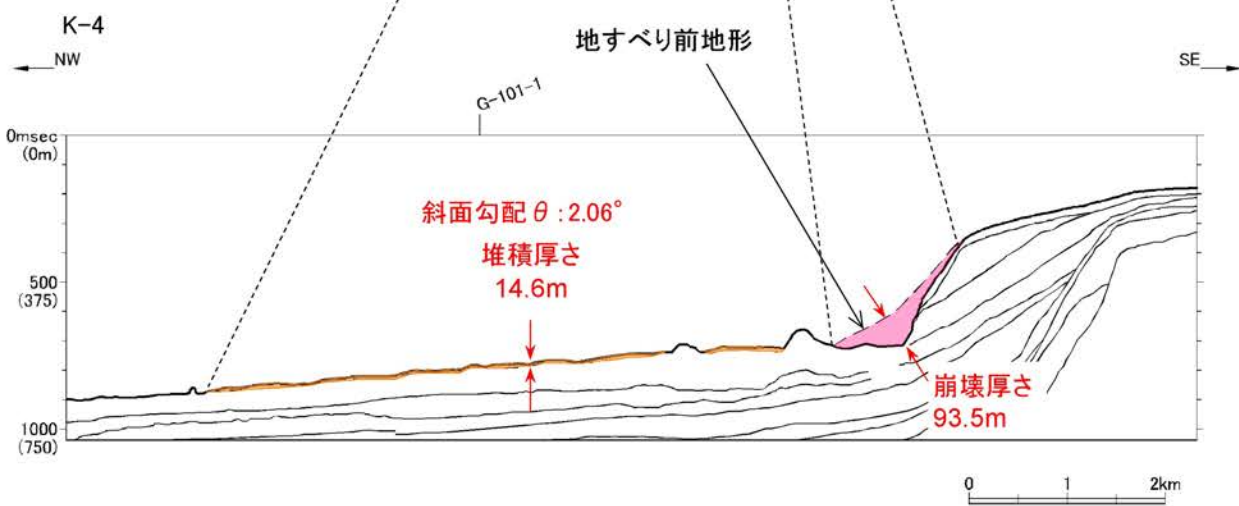 K-4
NW
SE
地すべり前地形
G-101-1
0msec
(0m)
斜面勾配θ:2.06°
堆積厚さ
14.6m
500
(375)
崩壊厚さ
93.5m
1000
(750)
0 1 2km